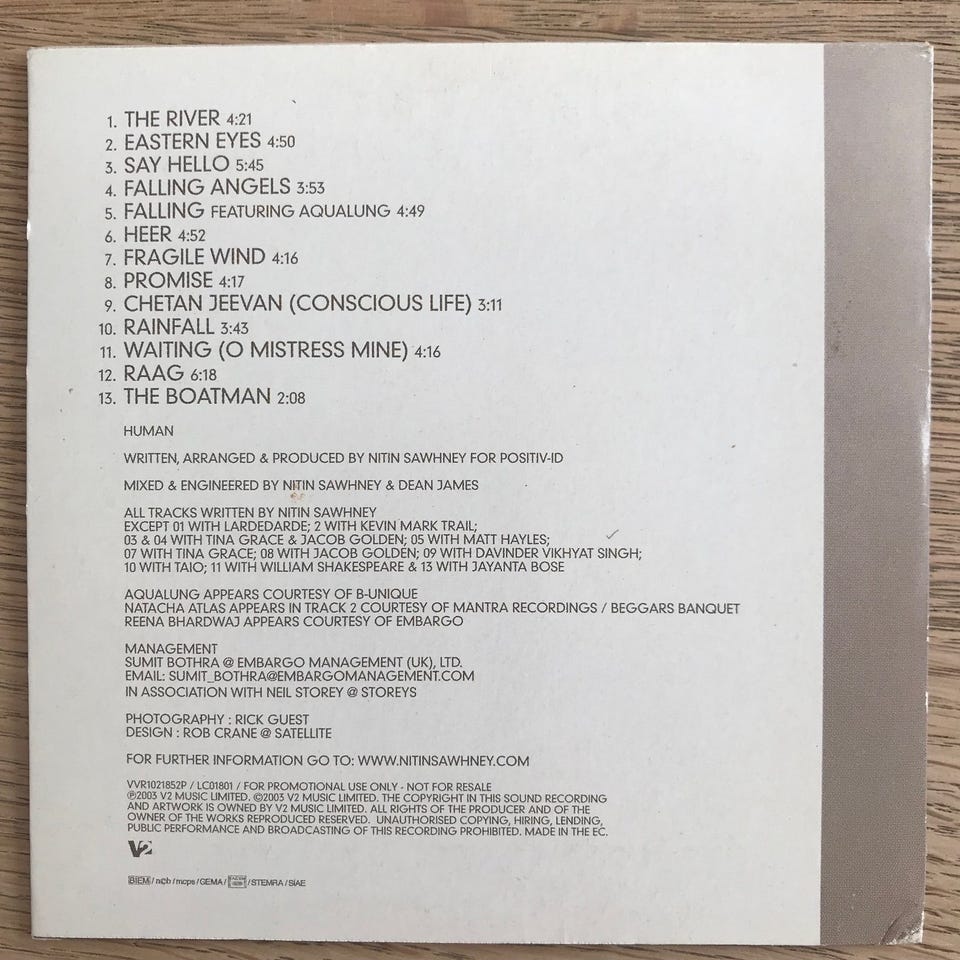 1. THE RIVER 4:21
2. EASTERN EYES 4:50
3. SAY HELLO 5:45
4. FALLING ANGELS 3:53
5. FALLING FEATURING AQUALUNG 4:49
6. HEER 4:52
7. FRAGILE WIND 4:16
8. PROMISE 4:17
9. CHETAN JEEVAN (CONSCIOUS LIFE) 3:11
10. RAINFALL 3:43
11. WAITING (O MISTRESS MINE) 4:16
12. RAAG 6:18
13. THE BOATMAN 2:08
HUMAN
WRITTEN, ARRANGED & PRODUCED BY NITIN SAWHNEY FOR POSITIV-ID
MIXED & ENGINEERED BY NITIN SAWHNEY & DEAN JAMES
ALL TRACKS WRITTEN BY NITIN SAWHNEY
EXCEPT 01 WITH LARDEDARDE; 2 WITH KEVIN MARK TRAIL;
03 & 04 WITH TINA GRACE & JACOB GOLDEN; 05 WITH MATT HAYLES;
07 WITH TINA GRACE; 08 WITH JACOB GOLDEN; 09 WITH DAVINDER VIKHYAT SINGH;
10 WITH TAIO; 11 WITH WILLIAM SHAKESPEARE & 13 WITH JAYANTA BOSE
AQUALUNG APPEARS COURTESY OF B-UNIQUE
NATACHA ATLAS APPEARS IN TRACK 2 COURTESY OF MANTRA RECORDINGS / BEGGARS BANQUET
REENA BHARDWAJ APPEARS COURTESY OF EMBARGO
MANAGEMENT
SUMIT BOTHRA @ EMBARGO MANAGEMENT (UK), LTD.
EMAIL: SUMIT_BOTHRA@EMBARGOMANAGEMENT.COM
IN ASSOCIATION WITH NEIL STOREY @ STOREYS
PHOTOGRAPHY : RICK GUEST
DESIGN : ROB CRANE @ SATELLITE
FOR FURTHER INFORMATION GO TO: WWW.NITINSAWHNEY.COM
VVR1021852P / LC01801 / FOR PROMOTIONAL USE ONLY - NOT FOR RESALE
℗2003 V2 MUSIC LIMITED. ©2003 V2 MUSIC LIMITED. THE COPYRIGHT IN THIS SOUND RECORDING
AND ARTWORK IS OWNED BY V2 MUSIC LIMITED. ALL RIGHTS OF THE PRODUCER AND OF THE
OWNER OF THE WORKS REPRODUCED RESERVED. UNAUTHORISED COPYING, HIRING, LENDING,
PUBLIC PERFORMANCE AND BROADCASTING OF THIS RECORDING PROHIBITED. MADE IN THE EC.
V2
BIEM / ncb / mcps / GEMA / / STEMRA / SIAE